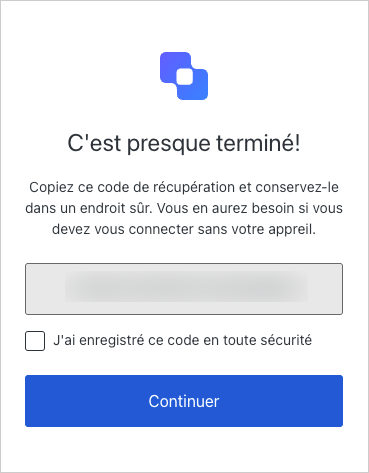 C'est presque terminé!
Copiez ce code de récupération et conservez-le
dans un endroit sûr. Vous en aurez besoin si vous
devez vous connecter sans votre appreil.
J'ai enregistré ce code en toute sécurité
Continuer